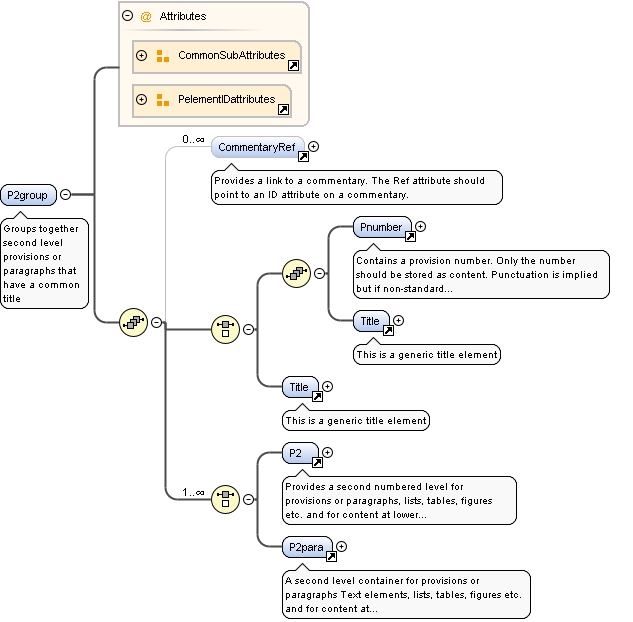 @ Attributes
CommonSubAttributes
PelementIDattributes
0..∞
CommentaryRef
Provides a link to a commentary. The Ref attribute should
point to an ID attribute on a commentary.
P2group
Groups together
second level
provisions or
paragraphs that
have a common
title
Pnumber
Contains a provision number. Only the number
should be stored as content. Punctuation is implied
but if non-standard...
Title
This is a generic title element
Title
This is a generic title element
1..∞
P2
Provides a second numbered level for
provisions or paragraphs, lists, tables, figures
etc. and for content at lower...
P2para
A second level container for provisions or
paragraphs Text elements, lists, tables, figures etc.
and for content at...